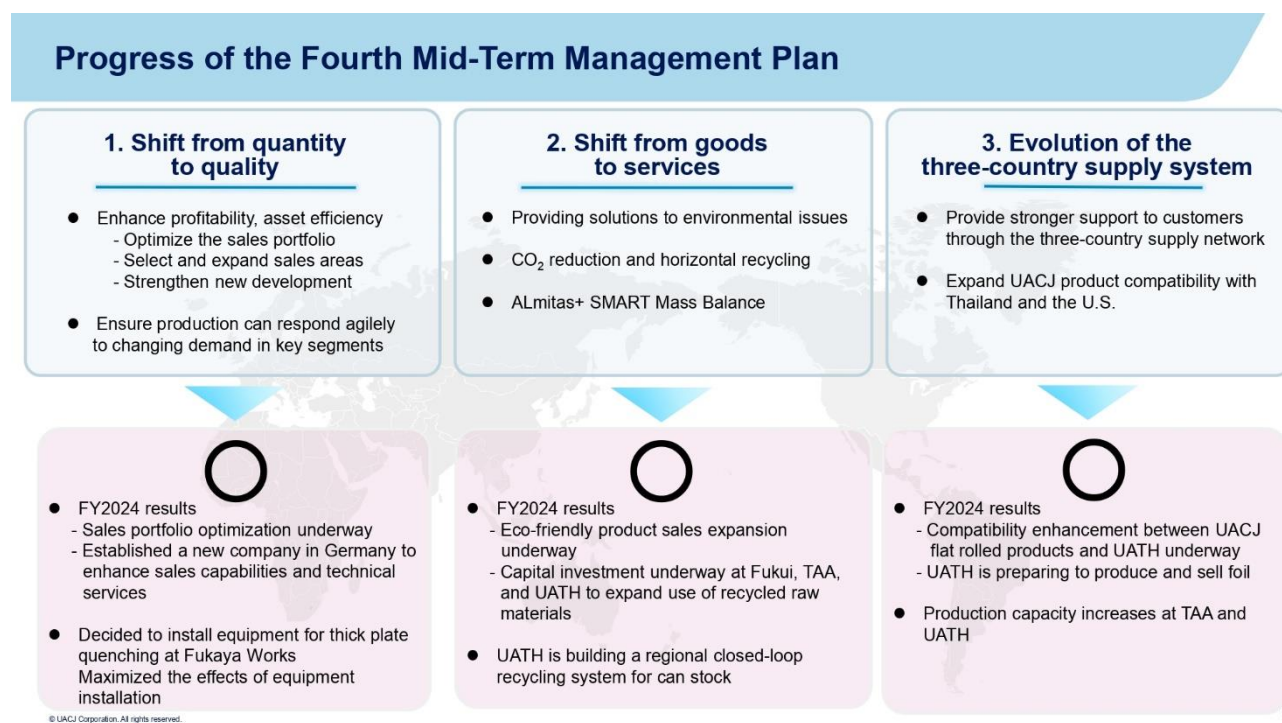 Progress of the Fourth Mid-Term Management Plan
1. Shift from quantity
to quality
● Enhance profitability, asset efficiency
- Optimize the sales portfolio
- Select and expand sales areas
- Strengthen new development
● Ensure production can respond agilely
to changing demand in key segments
2. Shift from goods
to services
● Providing solutions to environmental issues
● CO₂ reduction and horizontal recycling
● ALmitas+ SMART Mass Balance
3. Evolution of the
three-country supply system
● Provide stronger support to customers
through the three-country supply network
● Expand UACJ product compatibility with
Thailand and the U.S.
● FY2024 results
- Sales portfolio optimization underway
- Established a new company in Germany to
enhance sales capabilities and technical
services
● Decided to install equipment for thick plate
quenching at Fukaya Works
Maximized the effects of equipment
installation
● FY2024 results
- Eco-friendly product sales expansion
underway
- Capital investment underway at Fukui, TAA,
and UATH to expand use of recycled raw
materials
● UATH is building a regional closed-loop
recycling system for can stock
● FY2024 results
- Compatibility enhancement between UACJ
flat rolled products and UATH underway
- UATH is preparing to produce and sell foil
● Production capacity increases at TAA and
UATH
© UACJ Corporation. All rights reserved.